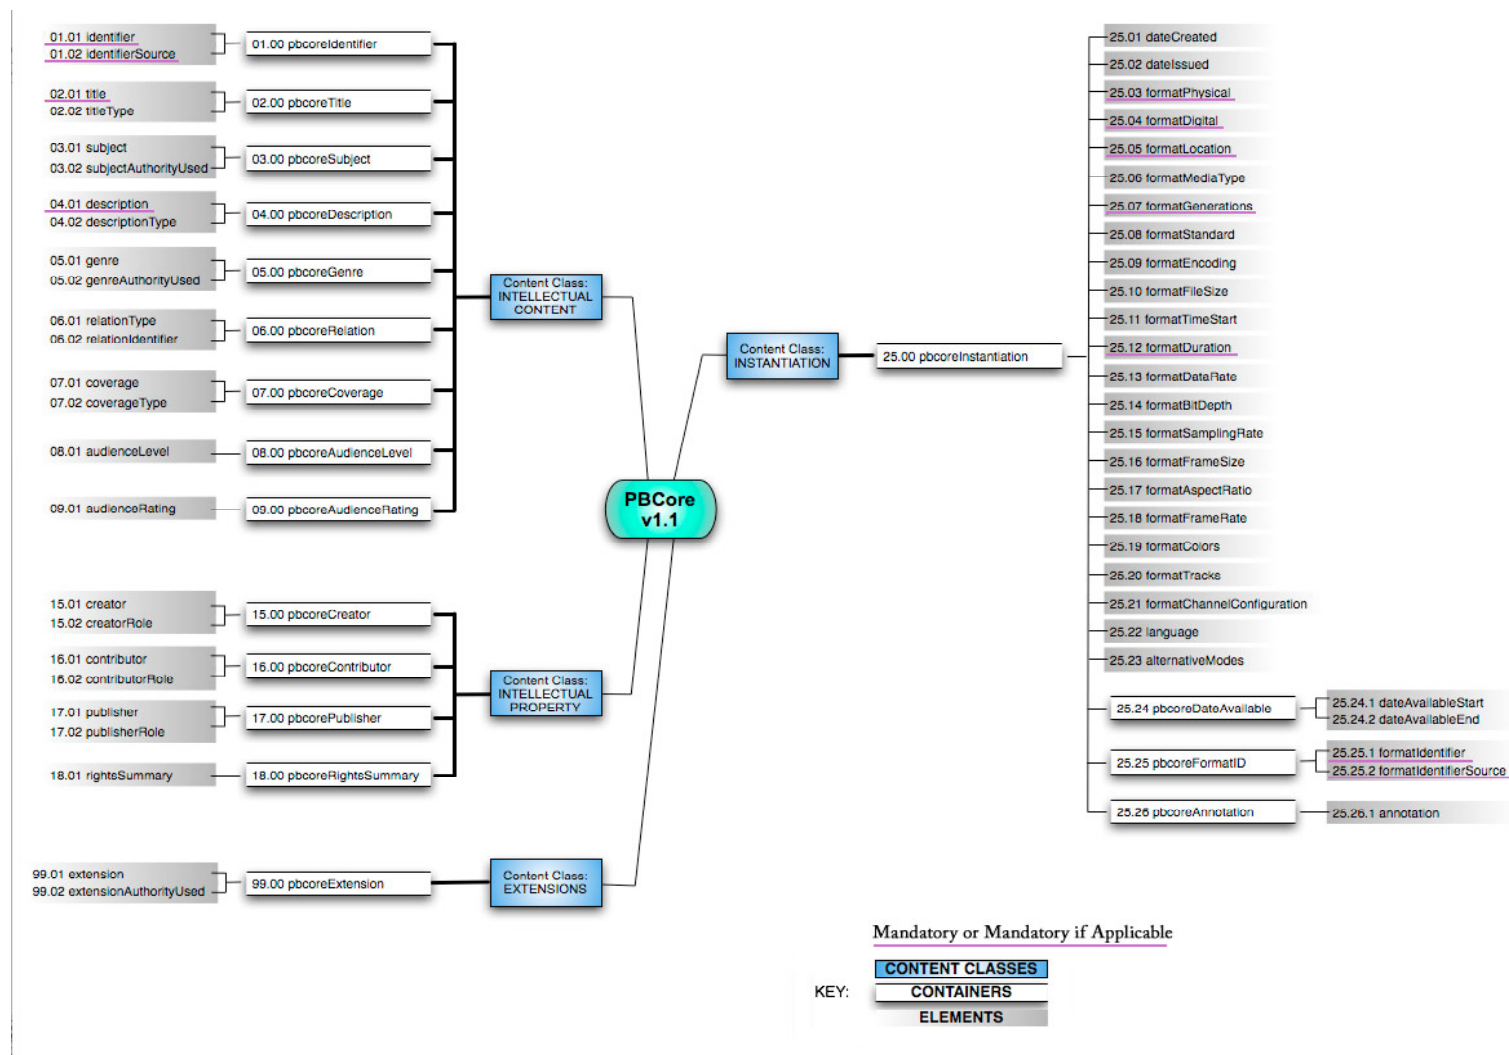 01.01 identifier
01.02 identifierSource
01.00 pbcoreIdentifier
02.01 title
02.02 titleType
02.00 pbcoreTitle
03.01 subject
03.02 subjectAuthorityUsed
03.00 pbcoreSubject
04.01 description
04.02 descriptionType
04.00 pbcoreDescription
05.01 genre
05.02 genreAuthorityUsed
05.00 pbcoreGenre
06.01 relationType
06.02 relationIdentifier
06.00 pbcoreRelation
07.01 coverage
07.02 coverageType
07.00 pbcoreCoverage
08.01 audienceLevel
08.00 pbcoreAudienceLevel
09.01 audienceRating
09.00 pbcoreAudienceRating
Content Class:
INTELLECTUAL
CONTENT
15.01 creator
15.02 creatorRole
15.00 pbcoreCreator
16.01 contributor
16.02 contributorRole
16.00 pbcoreContributor
17.01 publisher
17.02 publisherRole
17.00 pbcorePublisher
18.01 rightsSummary
18.00 pbcoreRightsSummary
Content Class:
INTELLECTUAL
PROPERTY
99.01 extension
99.02 extensionAuthorityUsed
99.00 pbcoreExtension
Content Class:
EXTENSIONS
PBCore
v1.1
Content Class:
INSTANTIATION
25.00 pbcoreInstantiation
25.01 dateCreated
25.02 dateIssued
25.03 formatPhysical
25.04 formatDigital
25.05 formatLocation
25.06 formatMediaType
25.07 formatGenerations
25.08 formatStandard
25.09 formatEncoding
25.10 formatFileSize
25.11 formatTimeStart
25.12 formatDuration
25.13 formatDataRate
25.14 formatBitDepth
25.15 formatSamplingRate
25.16 formatFrameSize
25.17 formatAspectRatio
25.18 formatFrameRate
25.19 formatColors
25.20 formatTracks
25.21 formatChannelConfiguration
25.22 language
25.23 alternativeModes
25.24 pbcoreDateAvailable
25.24.1 dateAvailableStart
25.24.2 dateAvailableEnd
25.25 pbcoreFormatID
25.25.1 formatIdentifier
25.25.2 formatIdentifierSource
25.26 pbcoreAnnotation
25.26.1 annotation
Mandatory or Mandatory if Applicable
KEY:
CONTENT CLASSES
CONTAINERS
ELEMENTS